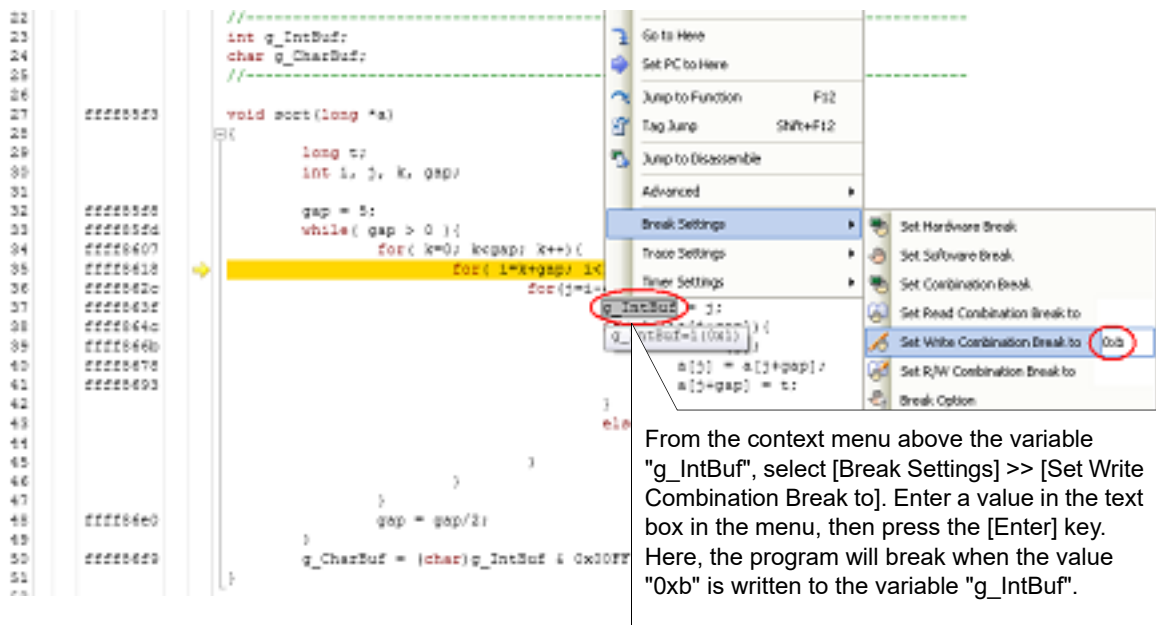 22 //--------------------------------------------------------------------
23 int g_IntBuf;
24 char g_CharBuf;
25 //--------------------------------------------------------------------
26
27 ffff85f3 void sort(long *a)
28 {
29 long t;
30 int i, j, k, gap;
31
32 ffff85f8 gap = 5;
33 ffff85fd while( gap > 0 ){
34 ffff8607 for( k=0; k<gap; k++){
35 ffff8618 for( i=k+gap; i<
36 ffff862c for(j=i-
37 ffff863f g_IntBuf = j;
38 ffff864c
39 ffff866b
40 ffff8678 a[j] = a[j+gap];
41 ffff8693 a[j+gap] = t;
42 }
43 els
44
45 }
46 }
47 }
48 ffff86e0 gap = gap/2;
49 }
50 ffff86f9 g_CharBuf = (char)g_IntBuf & 0x00FF
51 }
g_IntBuf=1(0x1)
Go to Here
Set PC to Here
Jump to Function F12
Tag Jump Shift+F12
Jump to Disassemble
Advanced
Break Settings
Trace Settings
Timer Settings
Set Hardware Break
Set Software Break
Set Combination Break
Set Read Combination Break to
Set Write Combination Break to 0xb
Set R/W Combination Break to
Break Option
From the context menu above the variable
"g_IntBuf", select [Break Settings] >> [Set Write
Combination Break to]. Enter a value in the text
box in the menu, then press the [Enter] key.
Here, the program will break when the value
"0xb" is written to the variable "g_IntBuf".